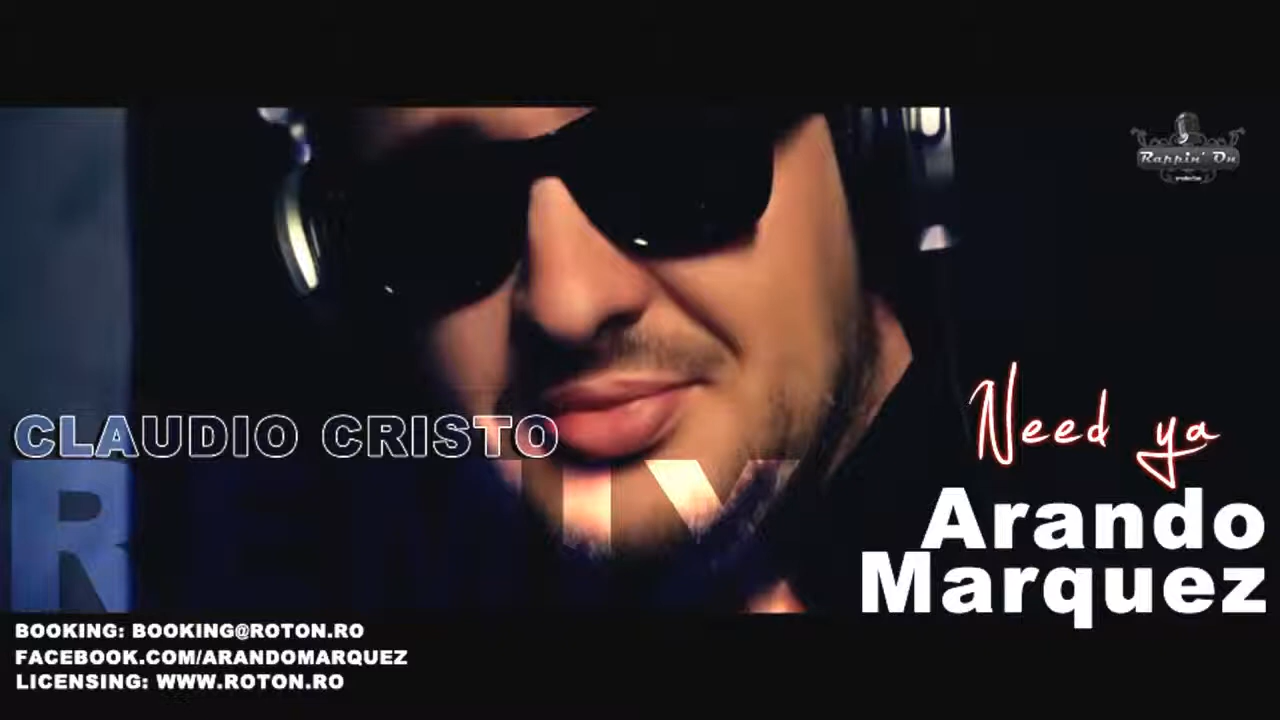 Rappin' On
Need ya
Arando
Marquez
CLAUDIO CRISTO
REMIX
BOOKING: BOOKING@ROTON.RO
FACEBOOK.COM/ARANDOMARQUEZ
LICENSING: WWW.ROTON.RO